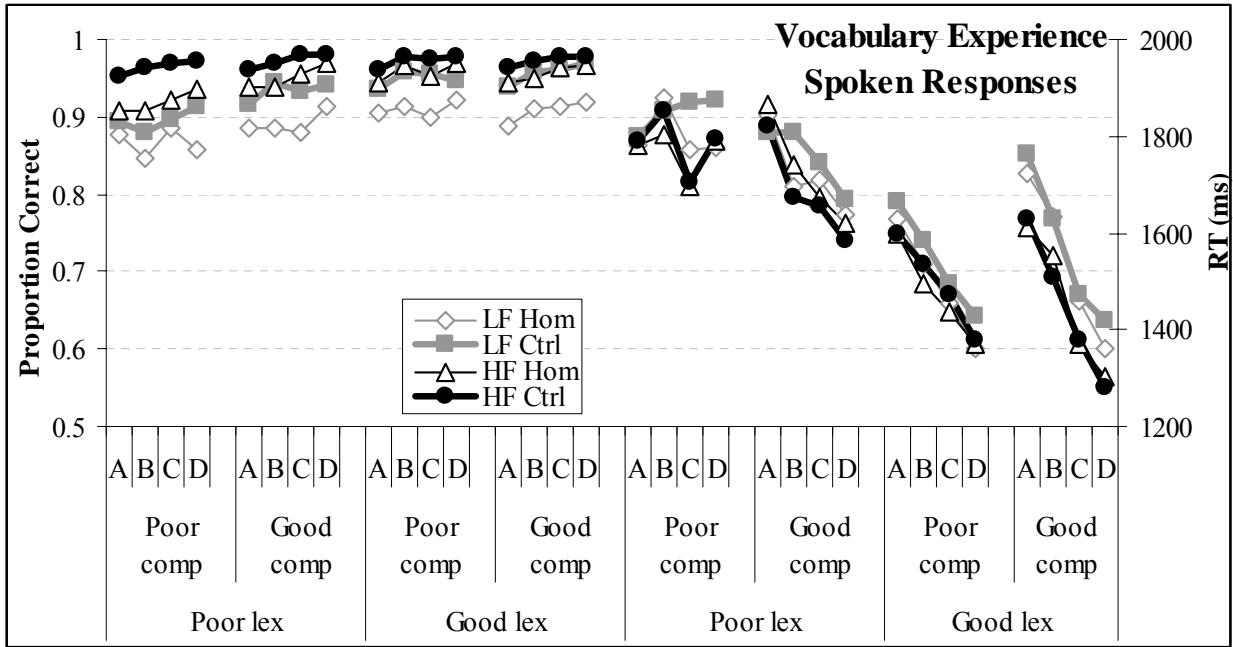 Vocabulary Experience
Spoken Responses
Proportion Correct
1
0.9
0.8
0.7
0.6
0.5
2000
1800
1600
1400
1200
RT (ms)
LF Hom
LF Ctrl
HF Hom
HF Ctrl
A B C D A B C D A B C D A B C D A B C D A B C D A B C D A B C D
Poor Good Poor Good Poor Good Poor Good
comp comp comp comp comp comp comp comp
Poor lex Good lex Poor lex Good lex